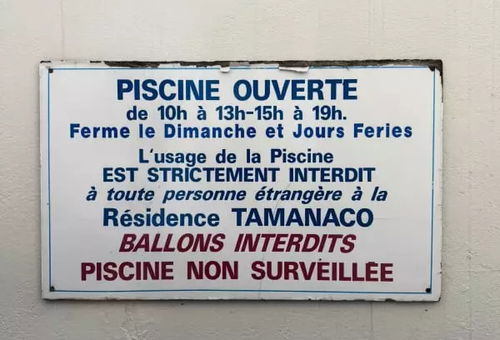 PISCINE OUVERTE
de 10h à 13h-15h à 19h.
Ferme le Dimanche et Jours Feries
L'usage de la Piscine
EST STRICTEMENT INTERDIT
à toute personne étrangère à la
Résidence TAMANACO
BALLONS INTERDITS
PISCINE NON SURVEILLÉE